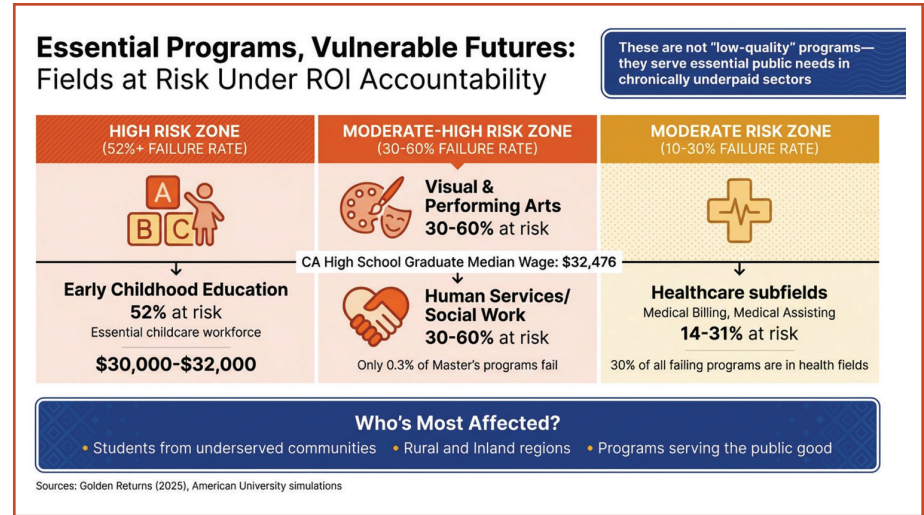 Essential Programs, Vulnerable Futures:
Fields at Risk Under ROI Accountability
These are not "low-quality" programs—
they serve essential public needs in
chronically underpaid sectors
HIGH RISK ZONE
(52%+ FAILURE RATE)
A
B C
Early Childhood Education
52% at risk
Essential childcare workforce
$30,000-$32,000
MODERATE-HIGH RISK ZONE
(30-60% FAILURE RATE)
Visual &
Performing Arts
30-60% at risk
CA High School Graduate Median Wage: $32,476
Human Services/
Social Work
30-60% at risk
Only 0.3% of Master's programs fail
MODERATE RISK ZONE
(10-30% FAILURE RATE)
Healthcare subfields
Medical Billing, Medical Assisting
14-31% at risk
30% of all failing programs are in health fields
Who's Most Affected?
• Students from underserved communities • Rural and Inland regions • Programs serving the public good
Sources: Golden Returns (2025), American University simulations